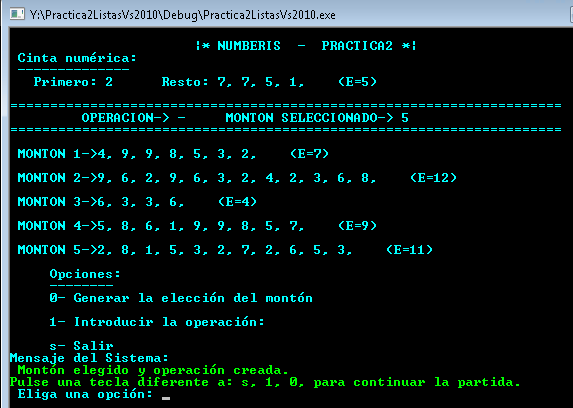 Y:\Practica2ListasVs2010\Debug\Practica2ListasVs2010.exe
¦* NUMBERIS - PRACTICA2 *¦
Cinta numérica:
--------------
Primero: 2 Resto: 7, 7, 5, 1, (E=5)
=====================================================================
OPERACION-> - MONTON SELECCIONADO-> 5
=====================================================================
MONTON 1->4, 9, 9, 8, 5, 3, 2, (E=7)
MONTON 2->9, 6, 2, 9, 6, 3, 2, 4, 2, 3, 6, 8, (E=12)
MONTON 3->6, 3, 3, 6, (E=4)
MONTON 4->5, 8, 6, 1, 9, 9, 8, 5, 7, (E=9)
MONTON 5->2, 8, 1, 5, 3, 2, 7, 2, 6, 5, 3, (E=11)
Opciones:
--------
0- Generar la elección del montón
1- Introducir la operación:
s- Salir
Mensaje del Sistema:
Montón elegido y operación creada.
Pulse una tecla diferente a: s, 1, 0, para continuar la partida.
Eliga una opción: _